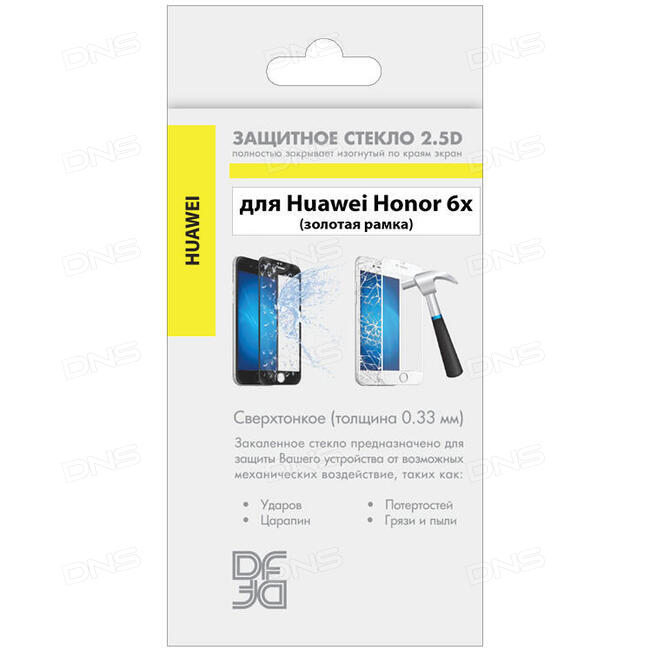 ЗАЩИТНОЕ СТЕКЛО 2.5D
полностью закрывает изогнутый по краям экран
HUAWEI
для Huawei Honor 6x
(золотая рамка)
Сверхтонкое (толщина 0.33 мм)
Закаленное стекло предназначено для
защиты Вашего устройства от возможных
механических воздействие, таких как:
• Ударов
• Царапин
• Потертостей
• Грязи и пыли
DF
DNS